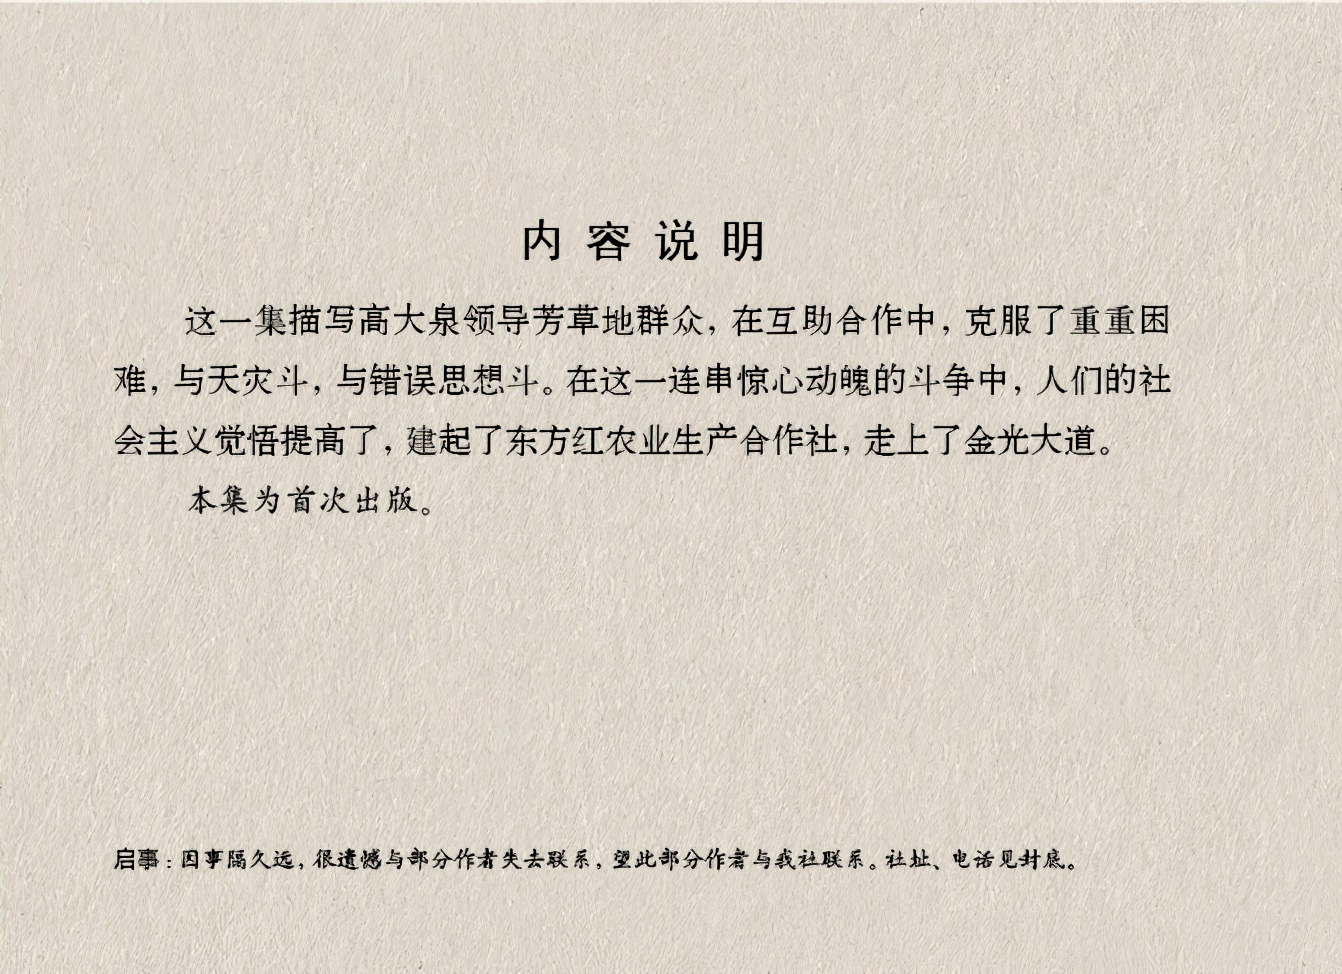 内容说明
这一集描写高大泉领导芳草地群众，在互助合作中，克服了重重困
难，与天灾斗，与错误思想斗。在这一连串惊心动魄的斗争中，人们的社
会主义觉悟提高了，建起了东方红农业生产合作社，走上了金光大道。
本集为首次出版。
启事：因事隔久远，很遗憾与部分作者失去联系，望此部分作者与我社联系。社址、电话见封底。